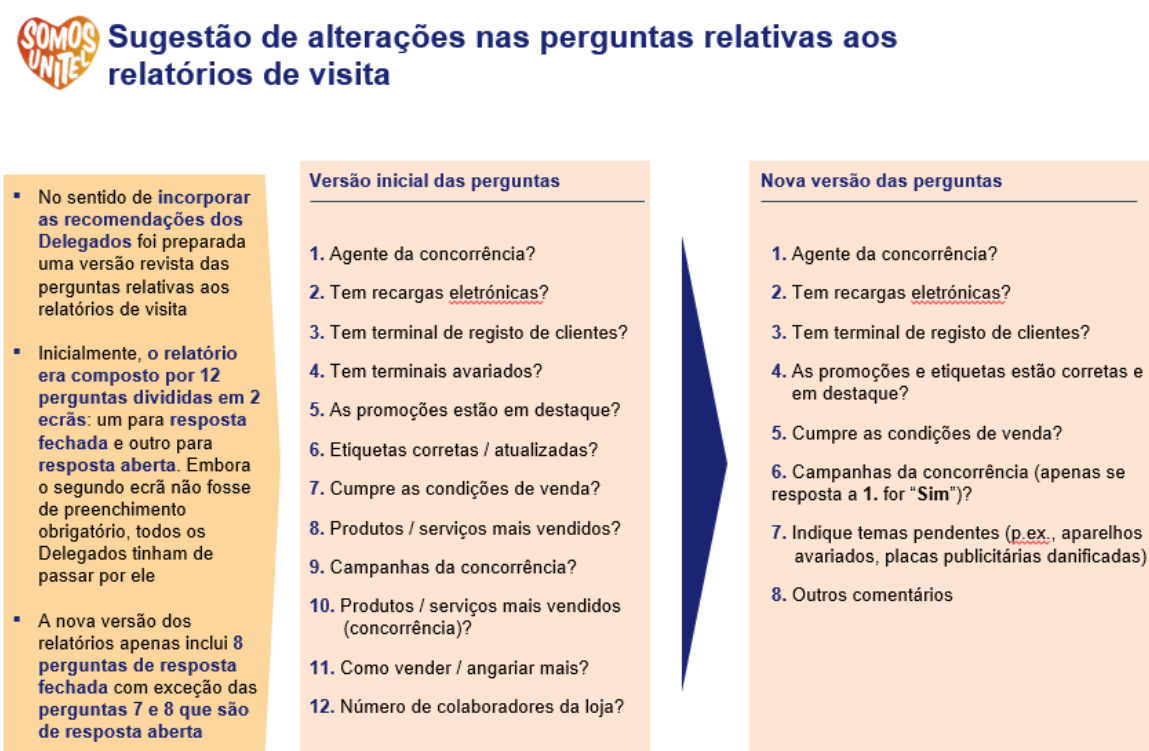 SOMOS
UNITEL
Sugestão de alterações nas perguntas relativas aos
relatórios de visita
▪ No sentido de incorporar
as recomendações dos
Delegados foi preparada
uma versão revista das
perguntas relativas aos
relatórios de visita
▪ Inicialmente, o relatório
era composto por 12
perguntas divididas em 2
ecrãs: um para resposta
fechada e outro para
resposta aberta. Embora
o segundo ecrã não fosse
de preenchimento
obrigatório, todos os
Delegados tinham de
passar por ele
▪ A nova versão dos
relatórios apenas inclui 8
perguntas de resposta
fechada com exceção das
perguntas 7 e 8 que são
de resposta aberta
Versão inicial das perguntas
1. Agente da concorrência?
2. Tem recargas eletrónicas?
3. Tem terminal de registo de clientes?
4. Tem terminais avariados?
5. As promoções estão em destaque?
6. Etiquetas corretas / atualizadas?
7. Cumpre as condições de venda?
8. Produtos / serviços mais vendidos?
9. Campanhas da concorrência?
10. Produtos / serviços mais vendidos
(concorrência)?
11. Como vender / angariar mais?
12. Número de colaboradores da loja?
Nova versão das perguntas
1. Agente da concorrência?
2. Tem recargas eletrónicas?
3. Tem terminal de registo de clientes?
4. As promoções e etiquetas estão corretas e
em destaque?
5. Cumpre as condições de venda?
6. Campanhas da concorrência (apenas se
resposta a 1. for “Sim”)?
7. Indique temas pendentes (p.ex., aparelhos
avariados, placas publicitárias danificadas)
8. Outros comentários